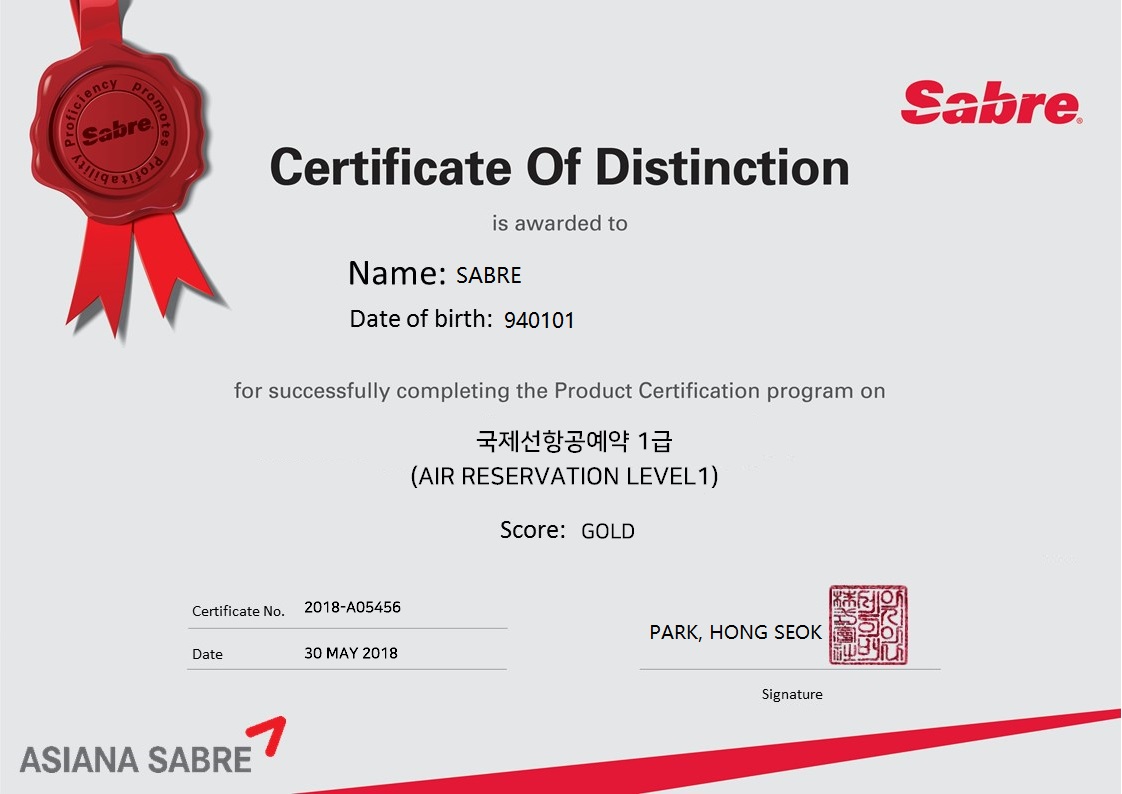 Proficiency promotes Profitability
Sabre
Sabre®
Certificate Of Distinction
is awarded to
Name: SABRE
Date of birth: 940101
for successfully completing the Product Certification program on
국제선항공예약 1급
(AIR RESERVATION LEVEL1)
Score: GOLD
Certificate No. 2018-A05456
Date 30 MAY 2018
PARK, HONG SEOK
Signature
ASIANA SABRE